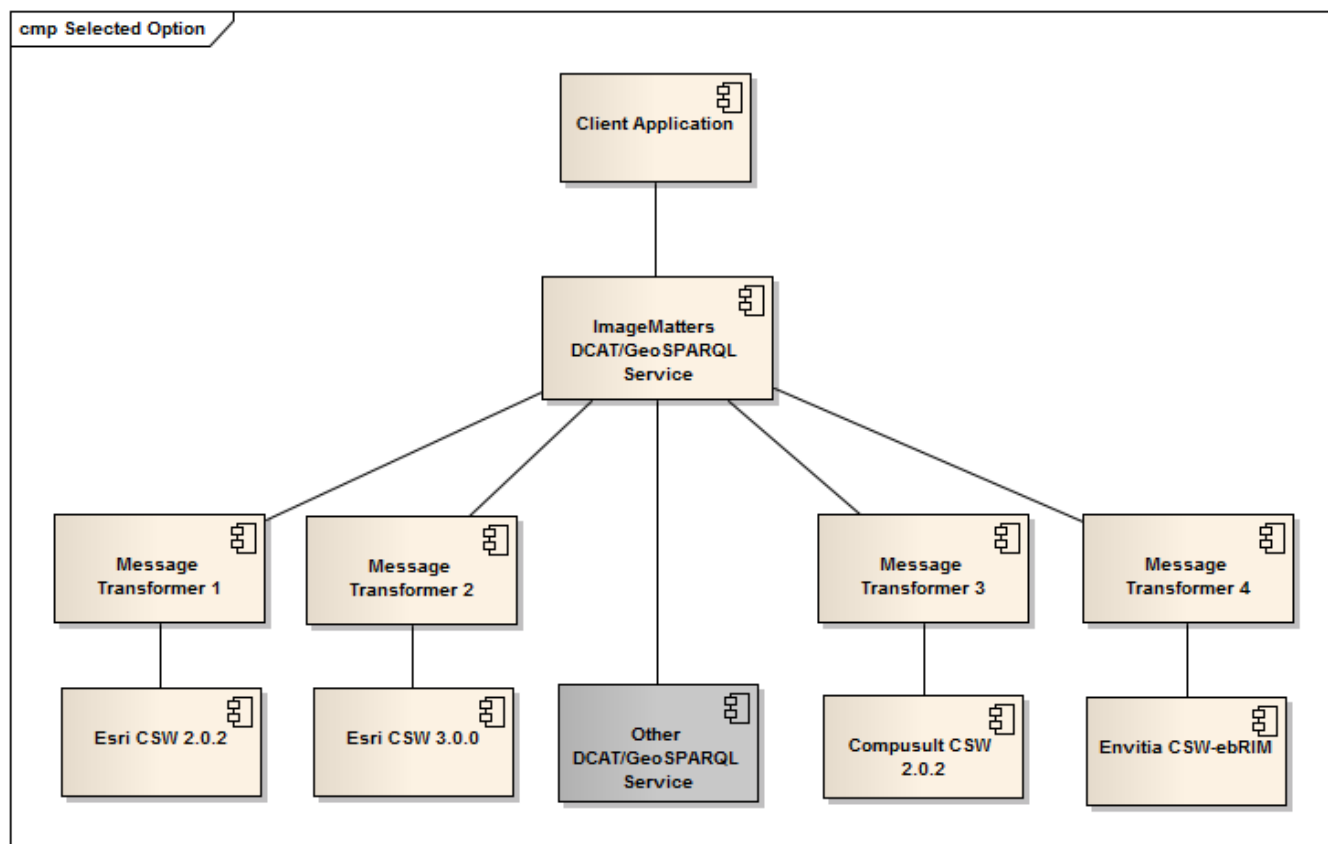 cmp Selected Option
Client Application
ImageMatters
DCAT/GeoSPARQL
Service
Message
Transformer 1
Message
Transformer 2
Message
Transformer 3
Message
Transformer 4
Esri CSW 2.0.2
Esri CSW 3.0.0
Other
DCAT/GeoSPARQL
Service
Compusult CSW
2.0.2
Envitia CSW-ebRIM